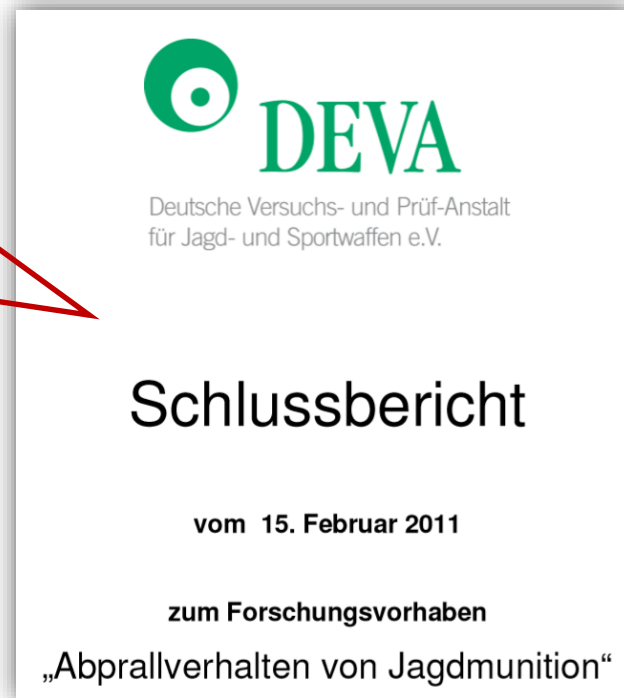 DEVA
Deutsche Versuchs- und Prüf-Anstalt
für Jagd- und Sportwaffen e.V.
Schlussbericht
vom 15. Februar 2011
zum Forschungsvorhaben
„Abprallverhalten von Jagdmunition“